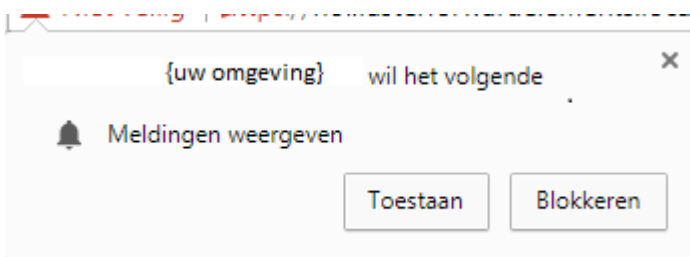 {uw omgeving} wil het volgende
Meldingen weergeven
Toestaan Blokkeren